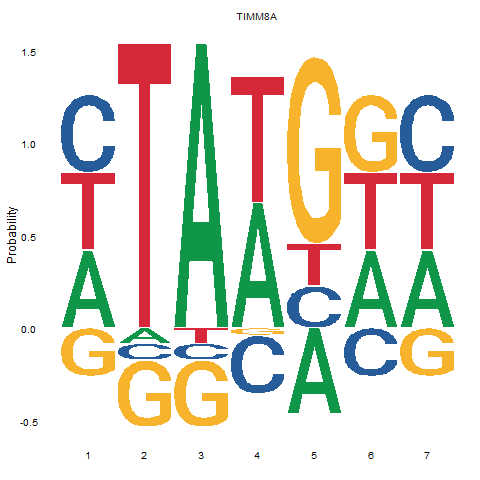 TIMM8A
1.5
1.0
0.5
0.0
-0.5
Probability
C T A G
T A C G
A T C G
T A G C
G T C A
G T A C
C T A G
1 2 3 4 5 6 7